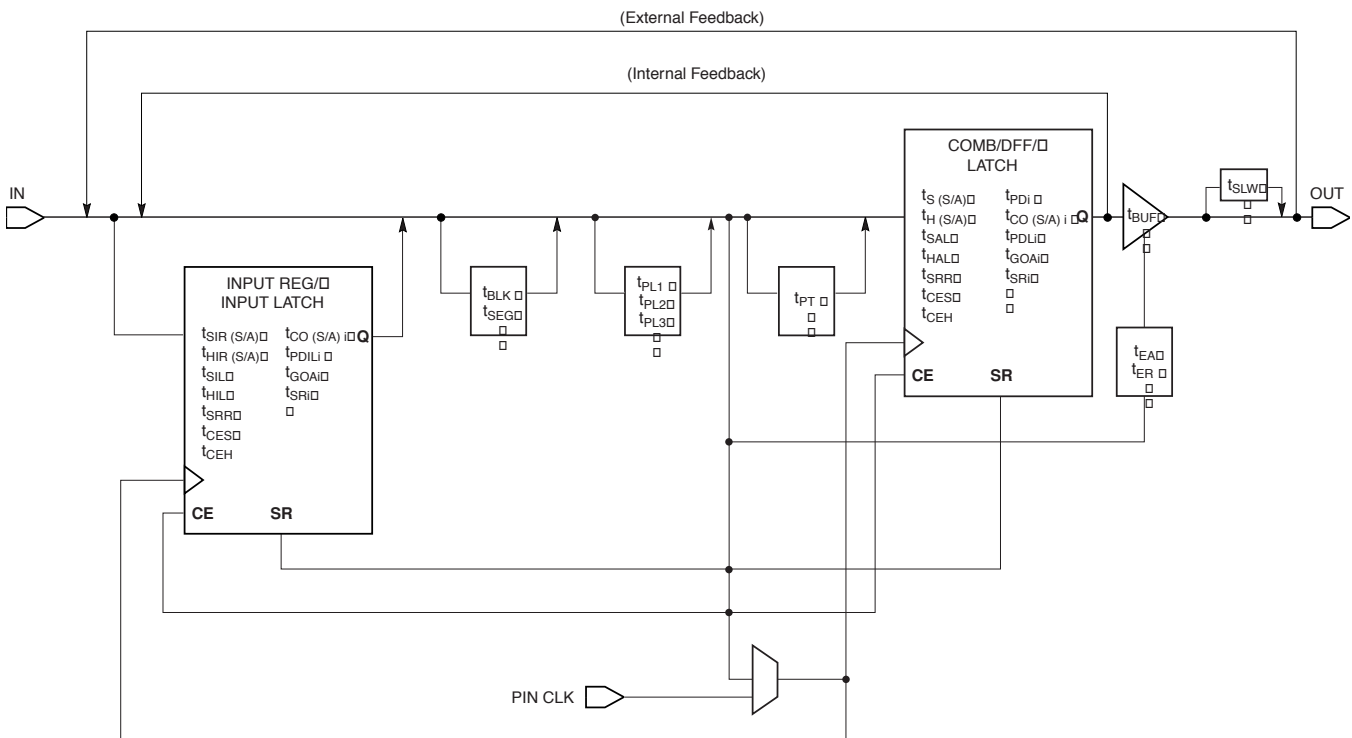 (External Feedback)
(Internal Feedback)
COMB/DFF/□
LATCH
IN
tSLW□
□
□
OUT
tS (S/A)□ tPDi □
tH (S/A)□ tCO (S/A) i □ Q
tSAL□ tPDLi□
tHAL□ tGOAi□
tSRR□ tSRi□
tCES□ □
tCEH □
CE SR
tBUF□
□
□
INPUT REG/□
INPUT LATCH
tSIR (S/A)□ tCO (S/A) i□ Q
tHIR (S/A)□ tPDILi □
tSIL□ tGOAi□
tHIL□ tSRi□
tSRR□ □
tCES□
tCEH
CE SR
tBLK □
tSEG□
□
□
tPL1 □
tPL2□
tPL3□
□
□
tPT □
□
□
tEA□
tER □
□
□
PIN CLK